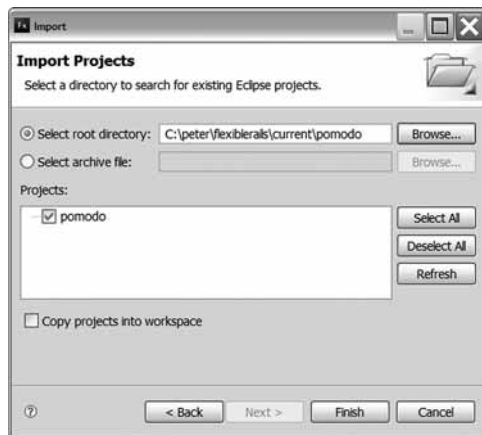 Fx Import
Import Projects
Select a directory to search for existing Eclipse projects.
Select root directory: C:\peter\flexiblerails\current\pomodo Browse...
Select archive file: Browse...
Projects:
pomodo
Select All
Deselect All
Refresh
Copy projects into workspace
? < Back Next > Finish Cancel